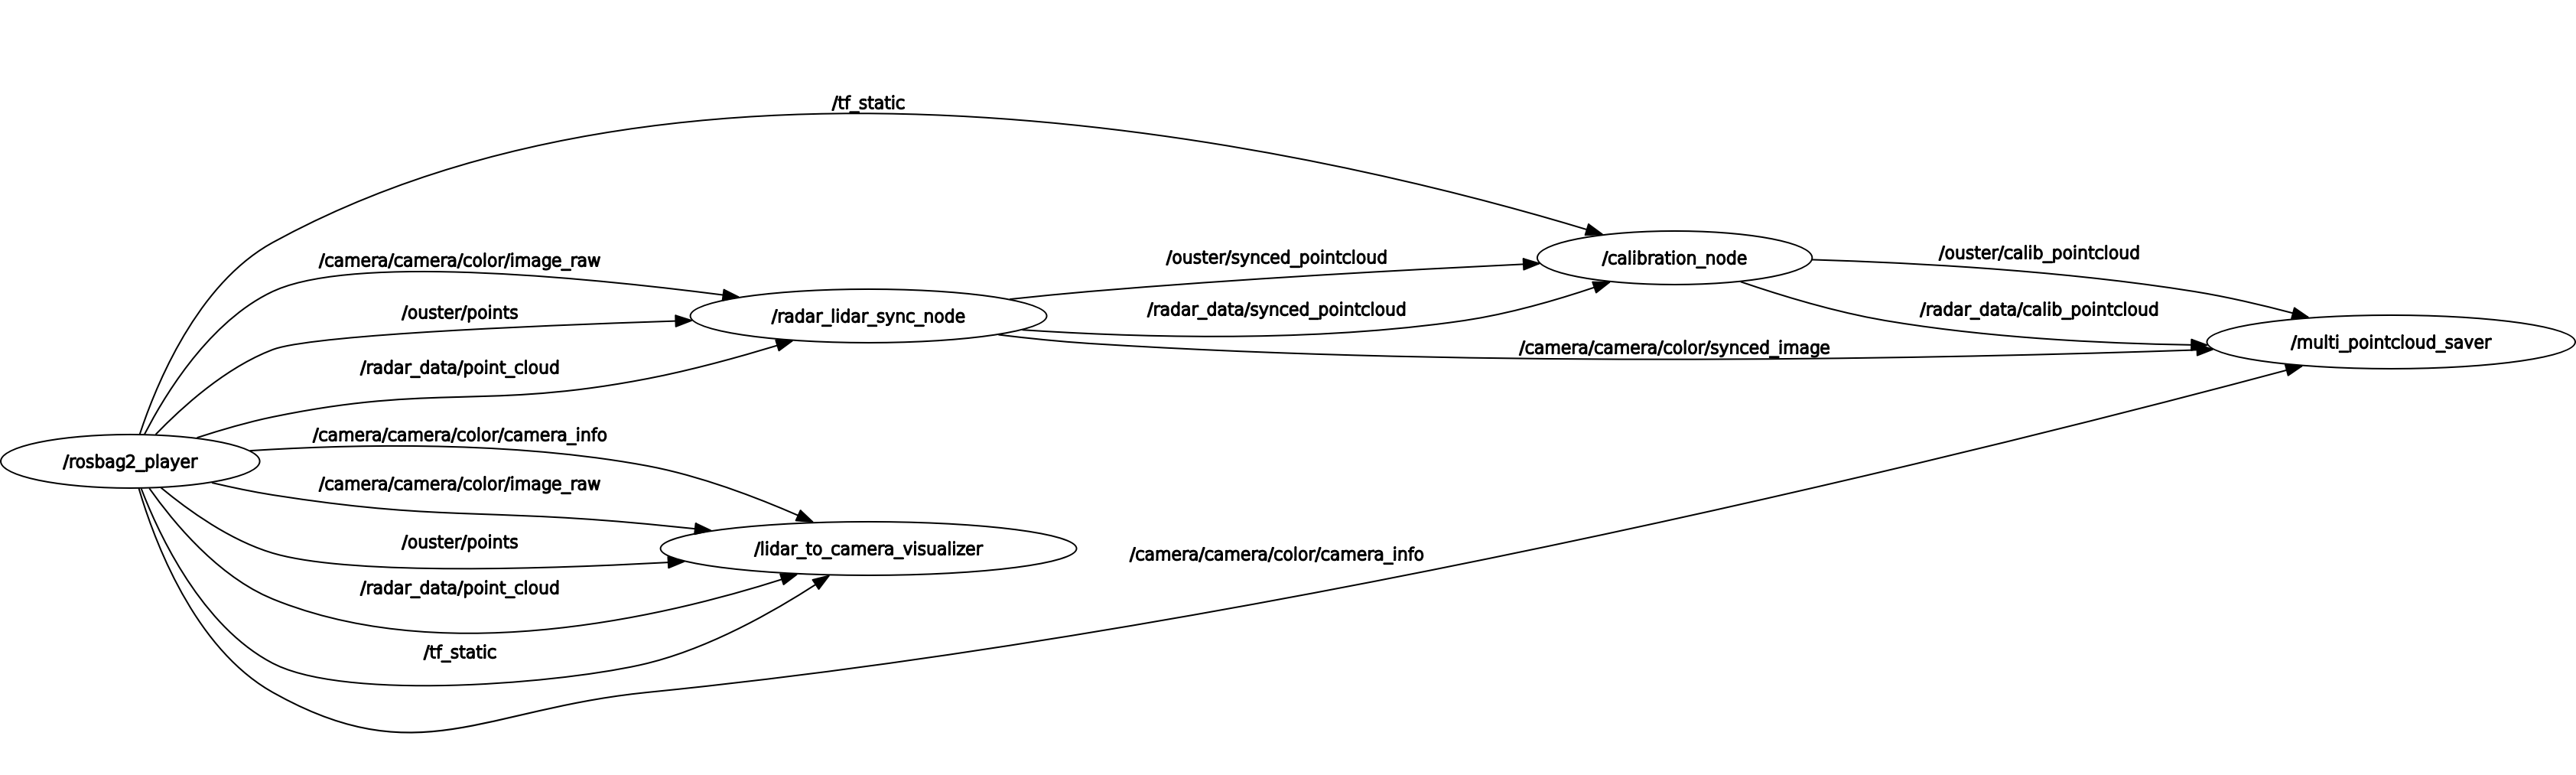 /tf_static
/camera/camera/color/image_raw
/ouster/points
/radar_data/point_cloud
/radar_lidar_sync_node
/ouster/synced_pointcloud
/radar_data/synced_pointcloud
/camera/camera/color/synced_image
/calibration_node
/ouster/calib_pointcloud
/radar_data/calib_pointcloud
/multi_pointcloud_saver
/rosbag2_player
/camera/camera/color/camera_info
/camera/camera/color/image_raw
/ouster/points
/radar_data/point_cloud
/tf_static
/lidar_to_camera_visualizer
/camera/camera/color/camera_info